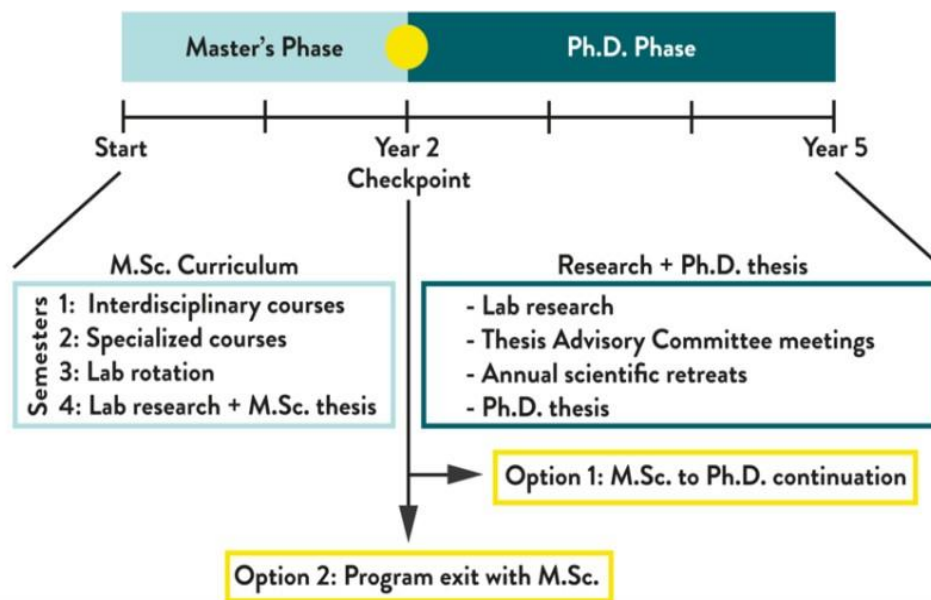 Master's Phase
Ph.D. Phase
Start
Year 2
Checkpoint
Year 5
M.Sc. Curriculum
Semesters
1: Interdisciplinary courses
2: Specialized courses
3: Lab rotation
4: Lab research + M.Sc. thesis
Research + Ph.D. thesis
- Lab research
- Thesis Advisory Committee meetings
- Annual scientific retreats
- Ph.D. thesis
Option 1: M.Sc. to Ph.D. continuation
Option 2: Program exit with M.Sc.